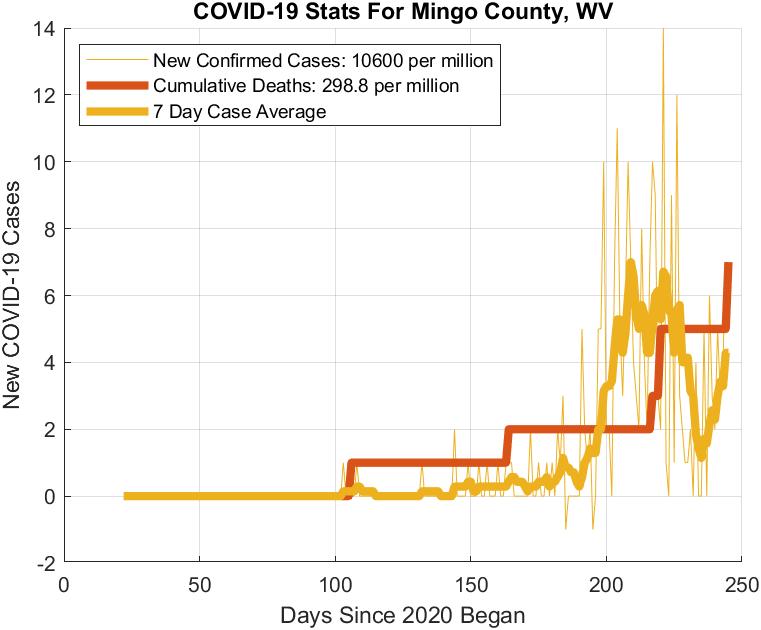 COVID-19 Stats For Mingo County, WV
14
12
10
8
6
4
2
0
-2
New Confirmed Cases: 10600 per million
Cumulative Deaths: 298.8 per million
7 Day Case Average
New COVID-19 Cases
0 50 100 150 200 250
Days Since 2020 Began